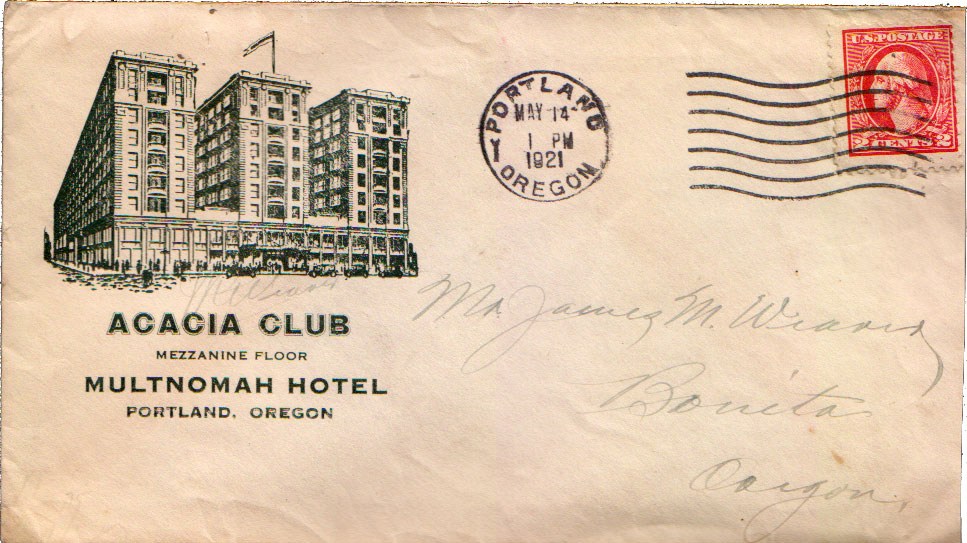 U.S. POSTAGE
2 CENTS 2
PORTLAND
MAY 14
1 PM
1921
OREGON
1
ACACIA CLUB
MEZZANINE FLOOR
MULTNOMAH HOTEL
PORTLAND, OREGON
Mr James M. Weaver,
Bonita
Oregon.